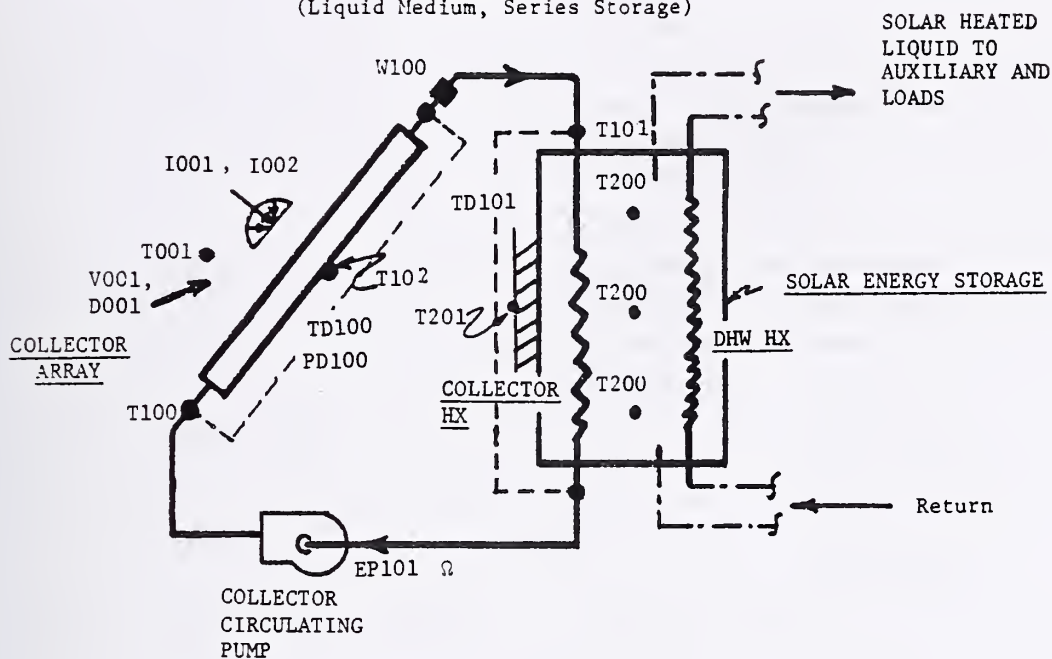 (Liquid Medium, Series Storage)
SOLAR HEATED
LIQUID TO
AUXILIARY AND
LOADS
W100
T101
I001, I002
T200
TD101
T001
V001,
D001
T102
SOLAR ENERGY STORAGE
T201
T200
TD100
PD100
DHW HX
COLLECTOR
ARRAY
COLLECTOR
HX
T200
T100
Return
EP101 Ω
COLLECTOR
CIRCULATING
PUMP